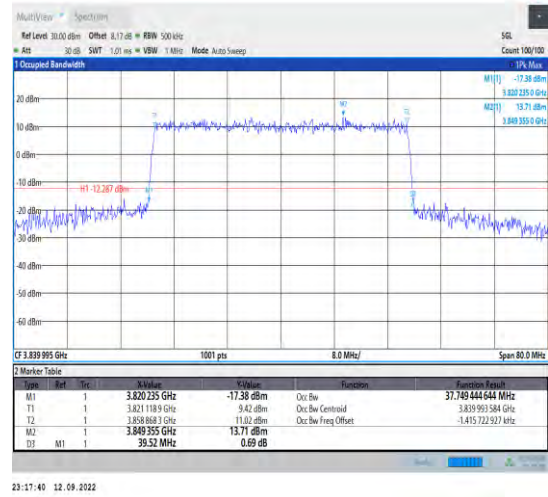 MultiView Spectrum
Ref Level 30.00 dBm Offset 8.17 dB RBW 500 kHz SGL
Att 30 dB SWT 1.01 ms VBW 1 MHz Mode Auto Sweep Count 100/100
1 Occupied Bandwidth 1Pk Max
M1[1] -17.38 dBm
3.820 235 0 GHz
M2[1] 13.71 dBm
3.849 355 0 GHz
M2
20 dBm
10 dBm
0 dBm
-10 dBm
H1 -12.287 dBm
-20 dBm
-30 dBm
-40 dBm
-50 dBm
-60 dBm
CF 3.839 995 GHz 1001 pts 8.0 MHz/ Span 80.0 MHz
2 Marker Table
Type Ref Trc X-Value Y-Value Function Function Result
M1 1 3.820 235 GHz -17.38 dBm Occ Bw 37.749 444 644 MHz
T1 1 3.821 118 9 GHz 9.42 dBm Occ Bw Centroid 3.839 993 584 GHz
T2 1 3.858 868 3 GHz 11.02 dBm Occ Bw Freq Offset -1.415 722 927 kHz
M2 1 3.849 355 GHz 13.71 dBm
D3 M1 1 39.52 MHz 0.69 dB
23:17:40 12.09.2022